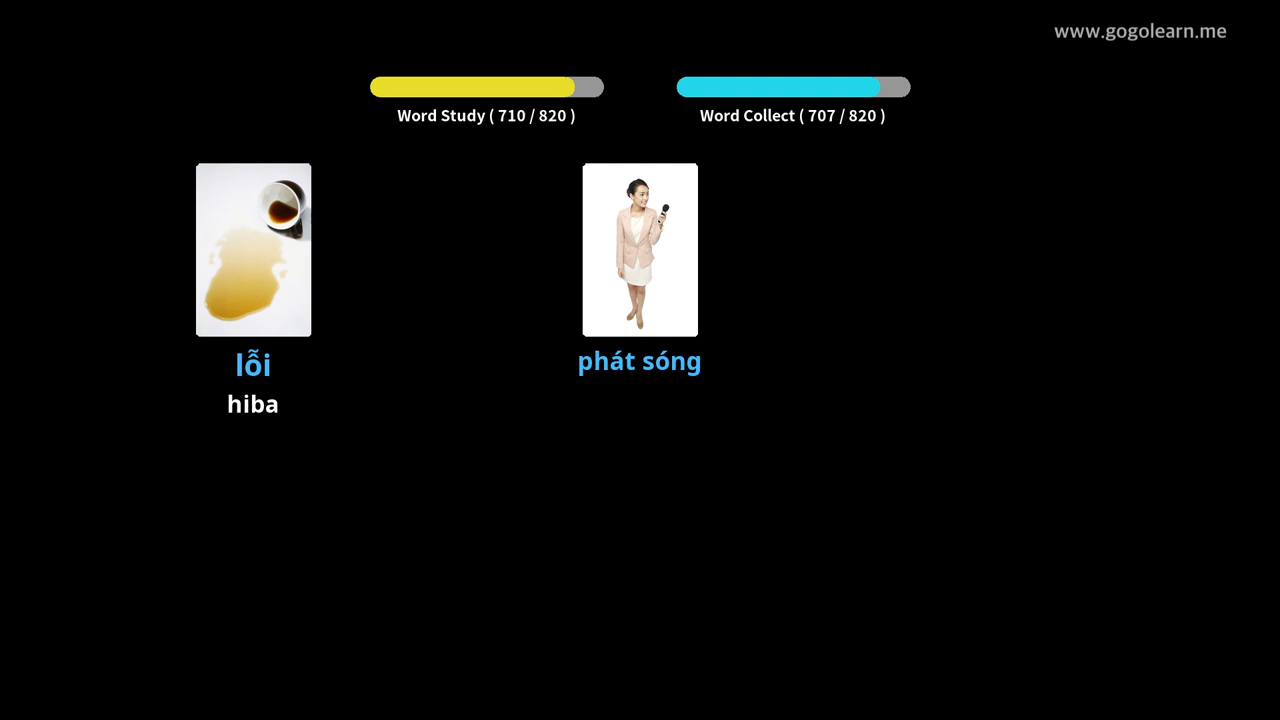 www.gogolearn.me
Word Study ( 710 / 820 )
Word Collect ( 707 / 820 )
lỗi
hiba
phát sóng